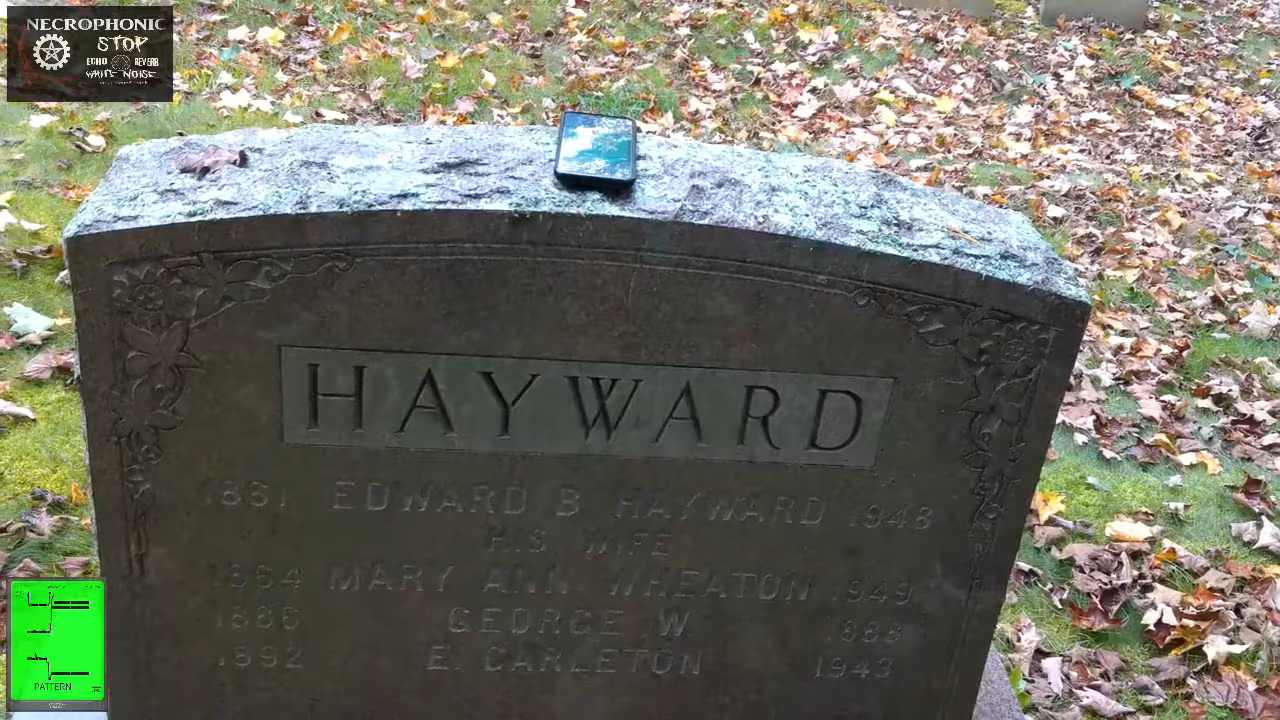 NECROPHONIC
STOP
ECHO REVERB
WHITE NOISE
HAYWARD
1861 EDWARD B HAYWARD 1948
HIS WIFE
1864 MARY ANN WHEATON 1949
1886 GEORGE W 1888
1892 E. CARLETON 1943
PATTERN